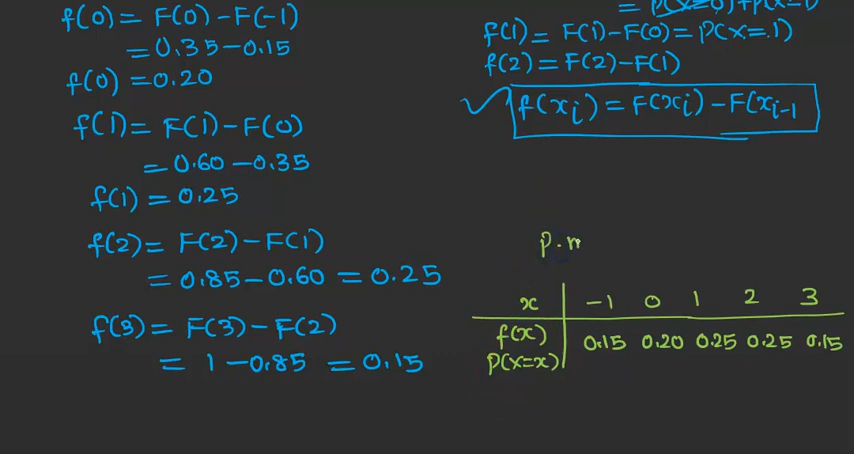 f(0) = F(0) - F(-1)
= 0.35 - 0.15
f(0) = 0.20
f(1) = F(1) - F(0)
= 0.60 - 0.35
f(1) = 0.25
f(2) = F(2) - F(1)
= 0.85 - 0.60 = 0.25
f(3) = F(3) - F(2)
= 1 - 0.85 = 0.15
= P(X=0) + P(X=1)
f(1) = F(1) - F(0) = P(X=1)
f(2) = F(2) - F(1)
f(xi) = F(xi) - F(xi-1
P.m
x -1 0 1 2 3
f(x) 0.15 0.20 0.25 0.25 0.15
P(X=x)